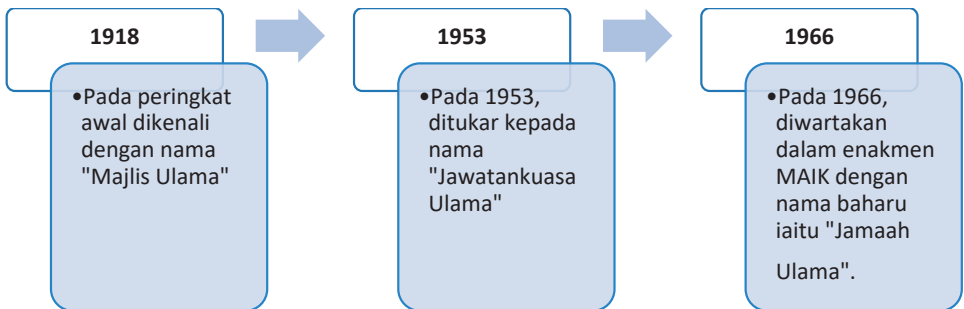 1918
•Pada peringkat
awal dikenali
dengan nama
"Majlis Ulama"
1953
•Pada 1953,
ditukar kepada
nama
"Jawatankuasa
Ulama"
1966
•Pada 1966,
diwartakan
dalam enakmen
MAIK dengan
nama baharu
iaitu "Jamaah
Ulama".